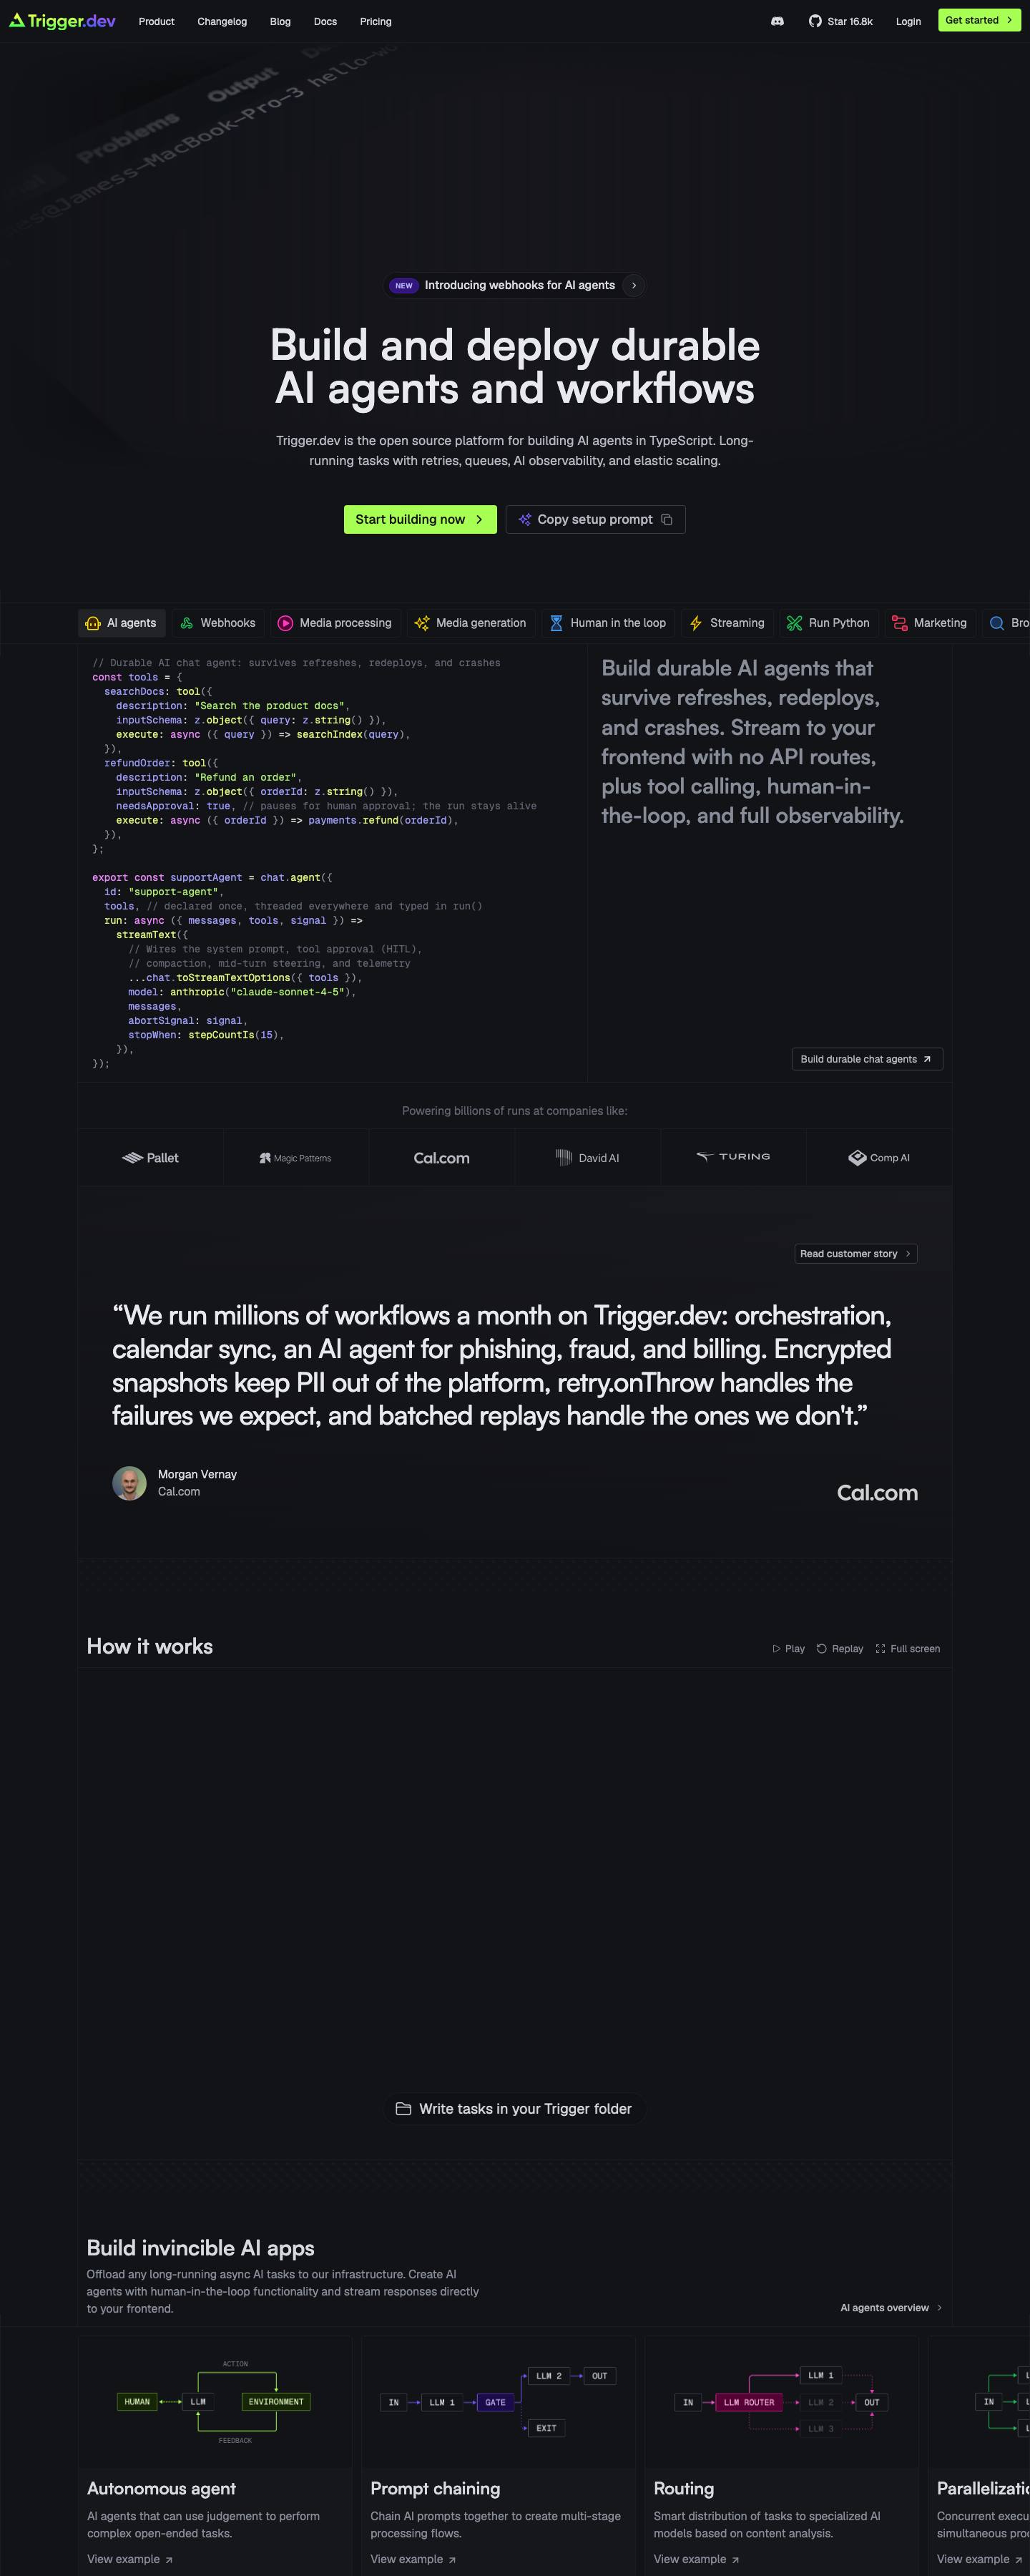 Trigger.dev
Product
Changelog
Blog
Docs
Pricing
Star 16.8k
Login
Get started
Problems
Output
@Jamess-MacBook-Pro-3
NEW Introducing webhooks for AI agents
Build and deploy durable
AI agents and workflows
Trigger.dev is the open source platform for building AI agents in TypeScript. Long-
running tasks with retries, queues, AI observability, and elastic scaling.
Start building now
Copy setup prompt
AI agents
Webhooks
Media processing
Media generation
Human in the loop
Streaming
Run Python
Marketing
Bro
// Durable AI chat agent: survives refreshes, redeploys, and crashes
const tools = {
searchDocs: tool({
description: "Search the product docs",
inputSchema: z.object({ query: z.string() }),
execute: async ({ query }) => searchIndex(query),
}),
refundOrder: tool({
description: "Refund an order",
inputSchema: z.object({ orderId: z.string() }),
needsApproval: true, // pauses for human approval; the run stays alive
execute: async ({ orderId }) => payments.refund(orderId),
}),
};
export const supportAgent = chat.agent({
id: "support-agent",
tools, // declared once, threaded everywhere and typed in run()
run: async ({ messages, tools, signal }) =>
streamText({
// Wires the system prompt, tool approval (HITL),
// compaction, mid-turn steering, and telemetry
...chat.toStreamTextOptions({ tools }),
model: anthropic("claude-sonnet-4-5"),
messages,
abortSignal: signal,
stopWhen: stepCountIs(15),
}),
});
Build durable AI agents that
survive refreshes, redeploys,
and crashes. Stream to your
frontend with no API routes,
plus tool calling, human-in-
the-loop, and full observability.
Build durable chat agents
Powering billions of runs at companies like:
Pallet
Magic Patterns
Cal.com
David AI
TURING
Comp AI
Read customer story
“We run millions of workflows a month on Trigger.dev: orchestration,
calendar sync, an AI agent for phishing, fraud, and billing. Encrypted
snapshots keep PII out of the platform, retry.onThrow handles the
failures we expect, and batched replays handle the ones we don't.”
Morgan Vernay
Cal.com
Cal.com
How it works
Play
Replay
Full screen
Write tasks in your Trigger folder
Build invincible AI apps
Offload any long-running async AI tasks to our infrastructure. Create AI
agents with human-in-the-loop functionality and stream responses directly
to your frontend.
AI agents overview
ACTION
HUMAN
LLM
ENVIRONMENT
FEEDBACK
Autonomous agent
AI agents that can use judgement to perform
complex open-ended tasks.
View example
LLM 2
OUT
IN
LLM 1
GATE
EXIT
Prompt chaining
Chain AI prompts together to create multi-stage
processing flows.
View example
LLM 1
IN
LLM ROUTER
LLM 2
OUT
LLM 3
Routing
Smart distribution of tasks to specialized AI
models based on content analysis.
View example
IN
Parallelizatio
Concurrent execu
simultaneous proc
View example